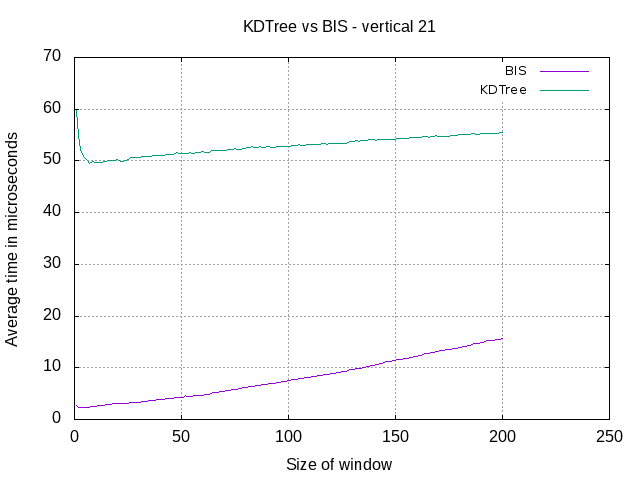 KDTree vs BIS - vertical 21
BIS
KDTree
Average time in microseconds
70
60
50
40
30
20
10
0
0 50 100 150 200 250
Size of window